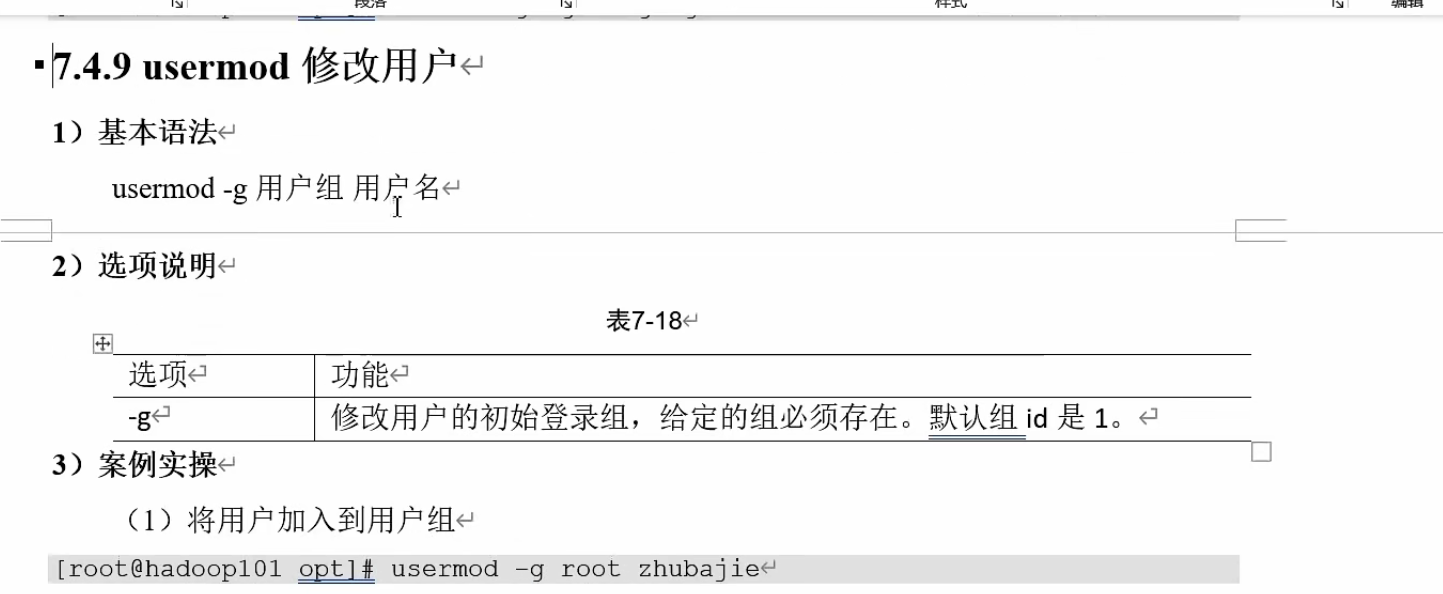 段落
样式
编辑
7.4.9 usermod 修改用户
1）基本语法
usermod -g 用户组 用户名
2）选项说明
表7-18
选项 功能
-g 修改用户的初始登录组，给定的组必须存在。默认组 id 是 1。
3）案例实操
（1）将用户加入到用户组
[root@hadoop101 opt]# usermod -g root zhubajie